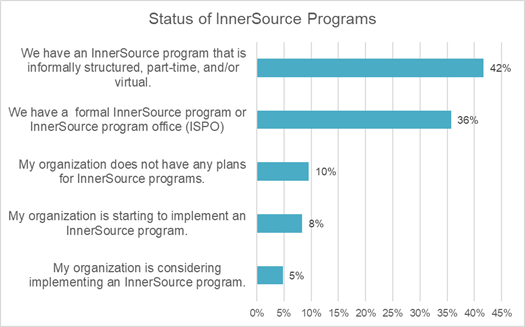 Status of InnerSource Programs
We have an InnerSource program that is
informally structured, part-time, and/or
virtual.
42%
We have a  formal InnerSource program or
InnerSource program office (ISPO)
36%
My organization does not have any plans
for InnerSource programs.
10%
My organization is starting to implement an
InnerSource program.
8%
My organization is considering
implementing an InnerSource program.
5%
0% 5% 10% 15% 20% 25% 30% 35% 40% 45%